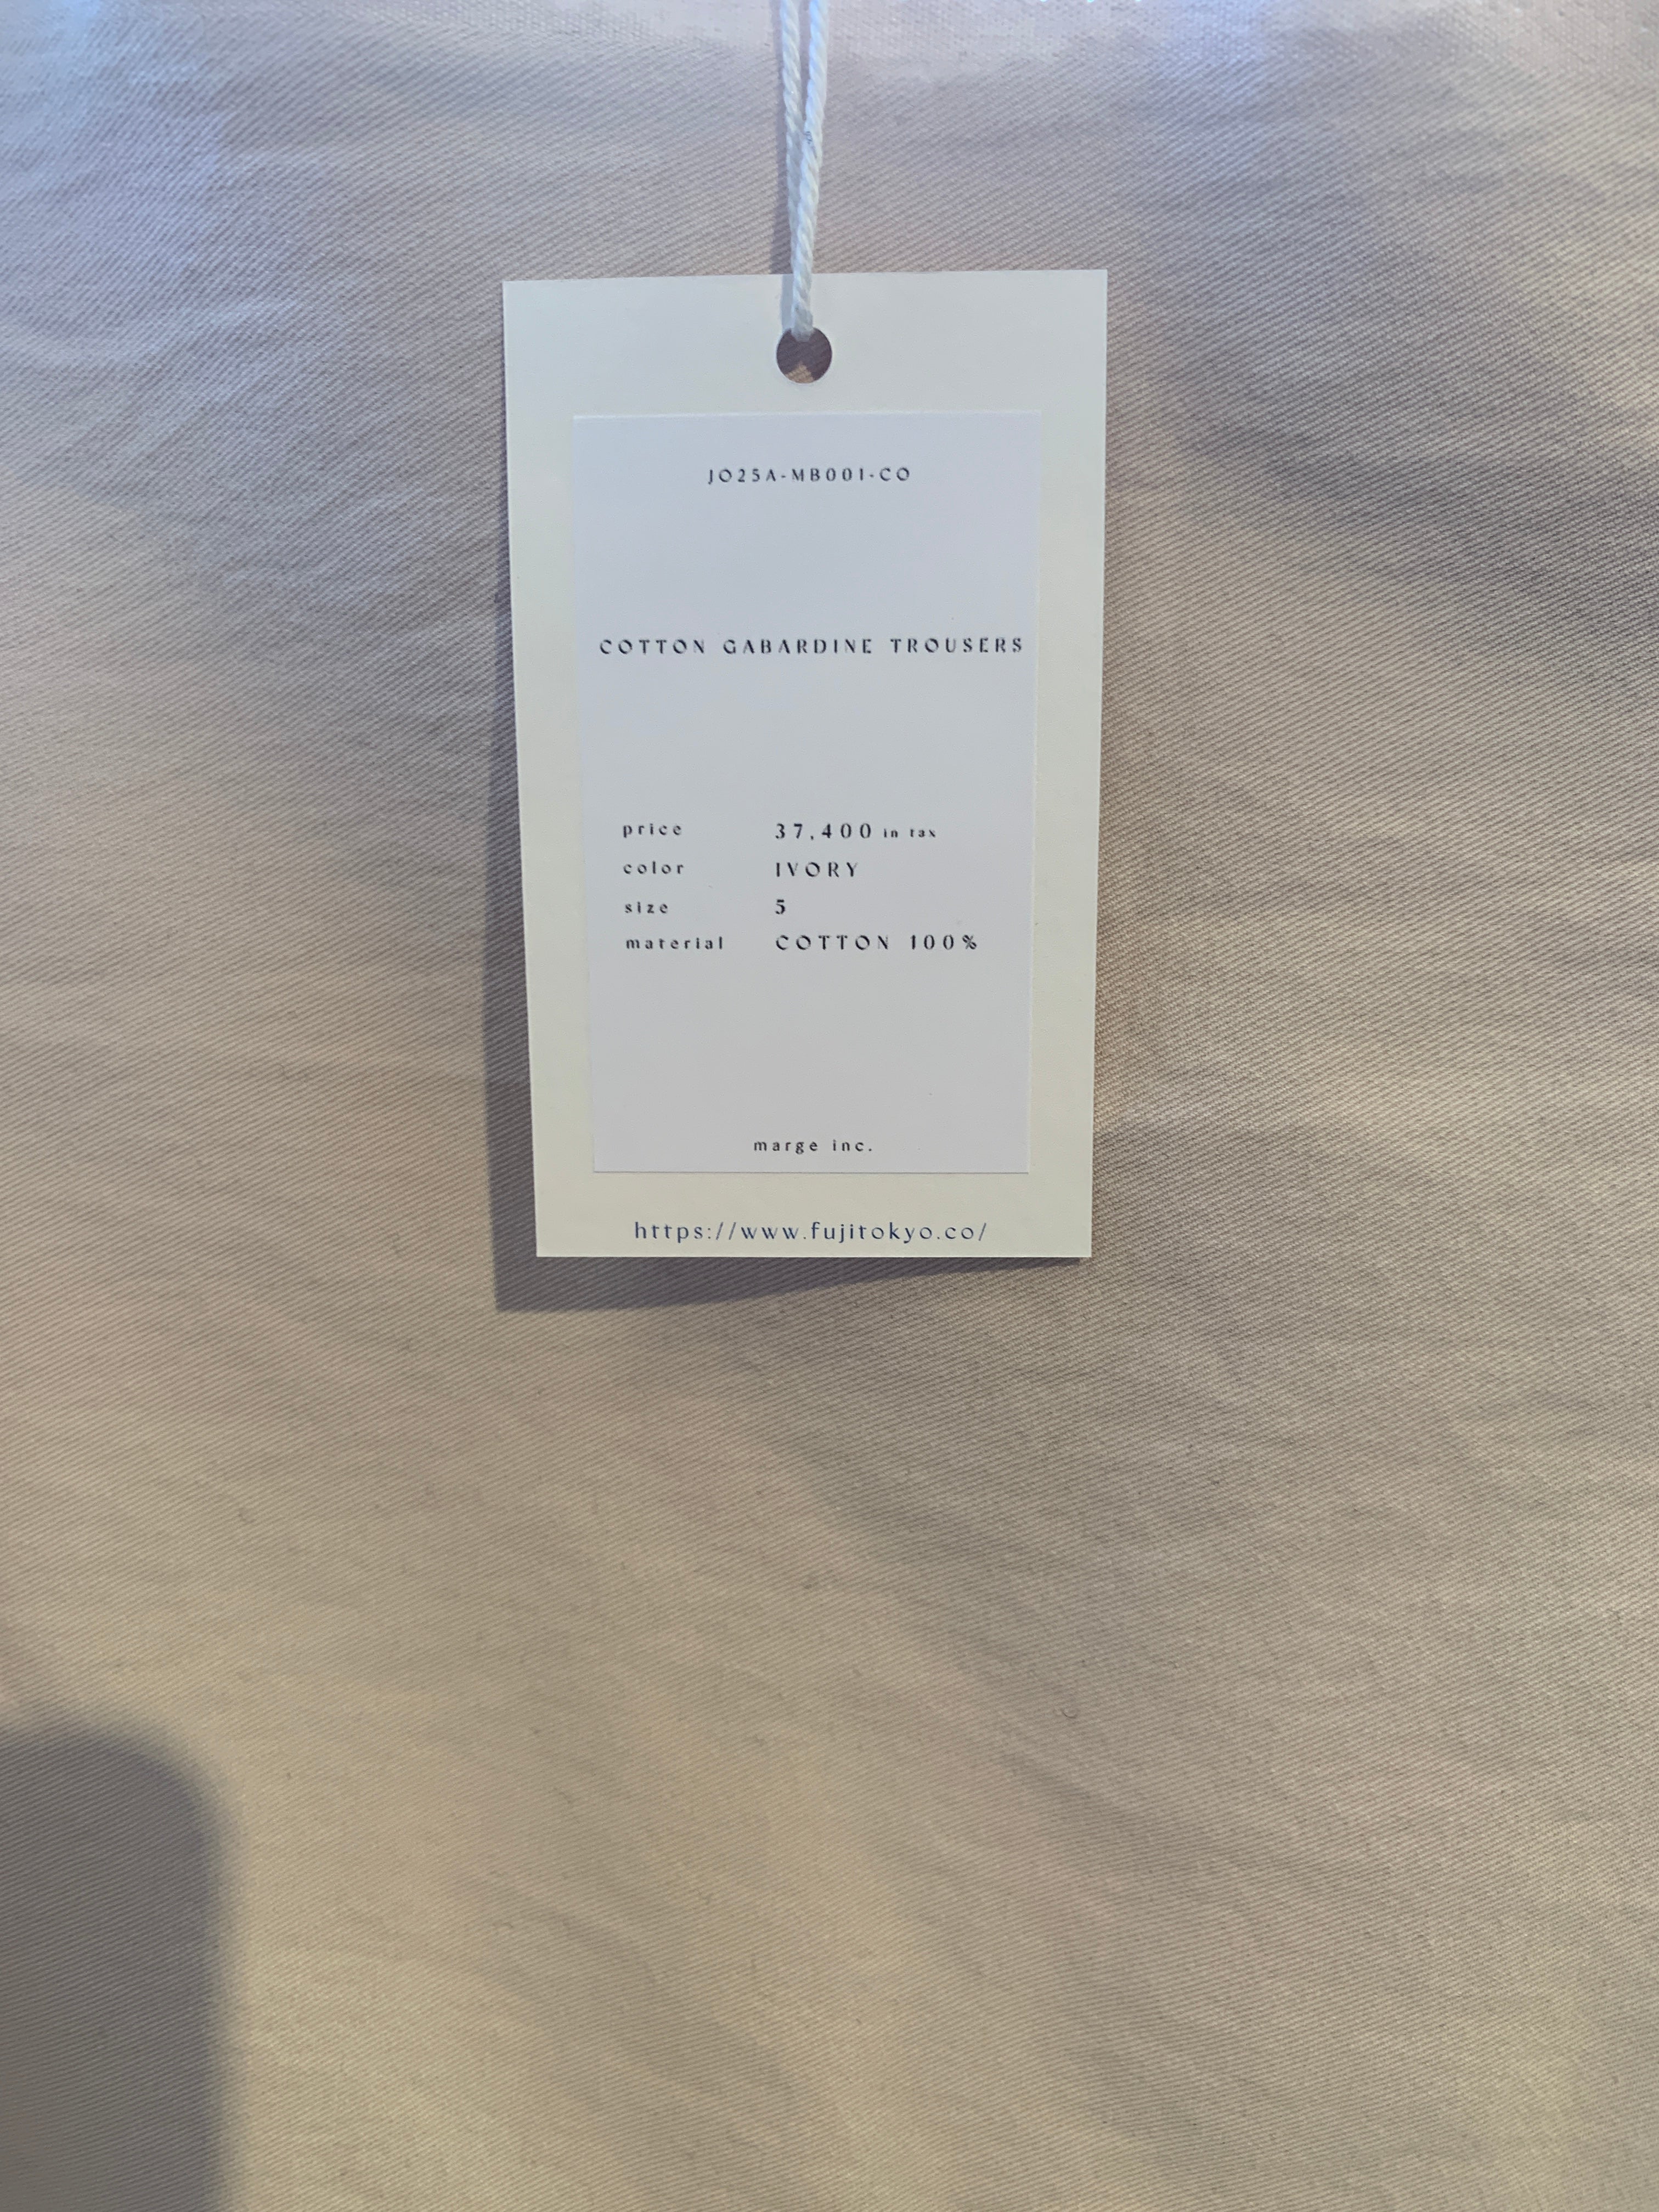 JO25A-MB001-CO
COTTON GABARDINE TROUSERS
price 37,400 in tax
color IVORY
size 5
material COTTON 100%
marge inc.
https://www.fujitokyo.co/